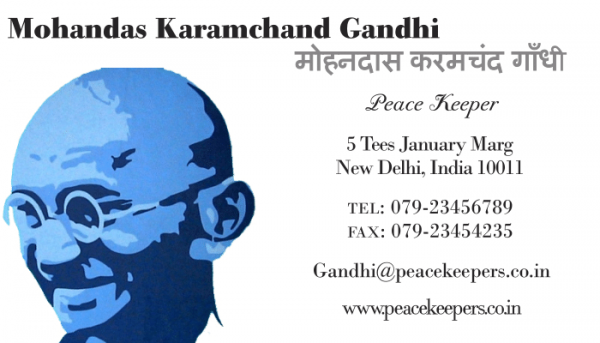 Mohandas Karamchand Gandhi
मोहनदास करमचंद गाँधी
Peace Keeper
5 Tees January Marg
New Delhi, India 10011
TEL: 079-23456789
FAX: 079-23454235
Gandhi@peacekeepers.co.in
www.peacekeepers.co.in